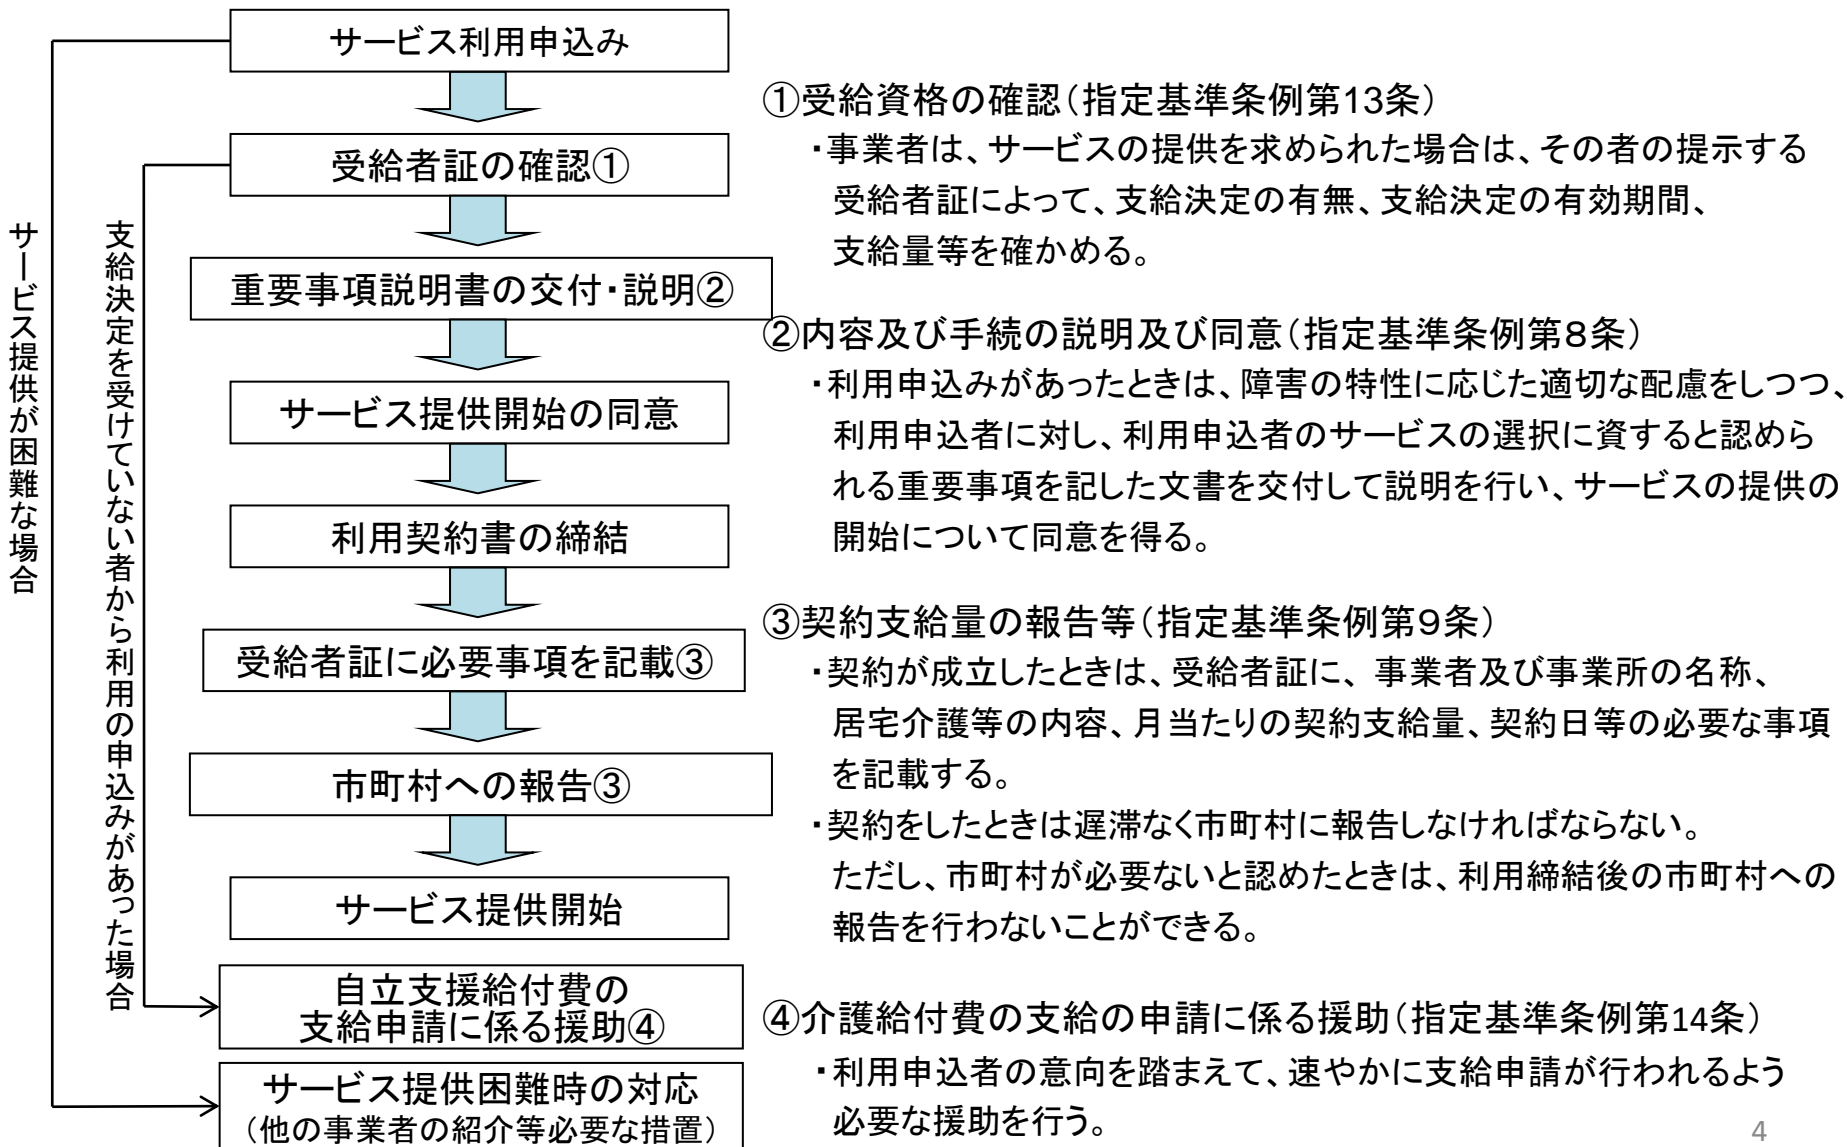 サービス利用申込み
受給者証の確認①
重要事項説明書の交付・説明②
サービス提供開始の同意
利用契約書の締結
受給者証に必要事項を記載③
市町村への報告③
サービス提供開始
自立支援給付費の
支給申請に係る援助④
サービス提供困難時の対応
（他の事業者の紹介等必要な措置）
サービス提供が困難な場合
支給決定を受けていない者から利用の申込みがあった場合
①受給資格の確認（指定基準条例第13条）
・事業者は、サービスの提供を求められた場合は、その者の提示する
受給者証によって、支給決定の有無、支給決定の有効期間、
支給量等を確かめる。
②内容及び手続の説明及び同意（指定基準条例第８条）
・利用申込みがあったときは、障害の特性に応じた適切な配慮をしつつ、
利用申込者に対し、利用申込者のサービスの選択に資すると認めら
れる重要事項を記した文書を交付して説明を行い、サービスの提供の
開始について同意を得る。
③契約支給量の報告等（指定基準条例第９条）
・契約が成立したときは、受給者証に、事業者及び事業所の名称、
居宅介護等の内容、月当たりの契約支給量、契約日等の必要な事項
を記載する。
・契約をしたときは遅滞なく市町村に報告しなければならない。
ただし、市町村が必要ないと認めたときは、利用締結後の市町村への
報告を行わないことができる。
④介護給付費の支給の申請に係る援助（指定基準条例第14条）
・利用申込者の意向を踏まえて、速やかに支給申請が行われるよう
必要な援助を行う。
4